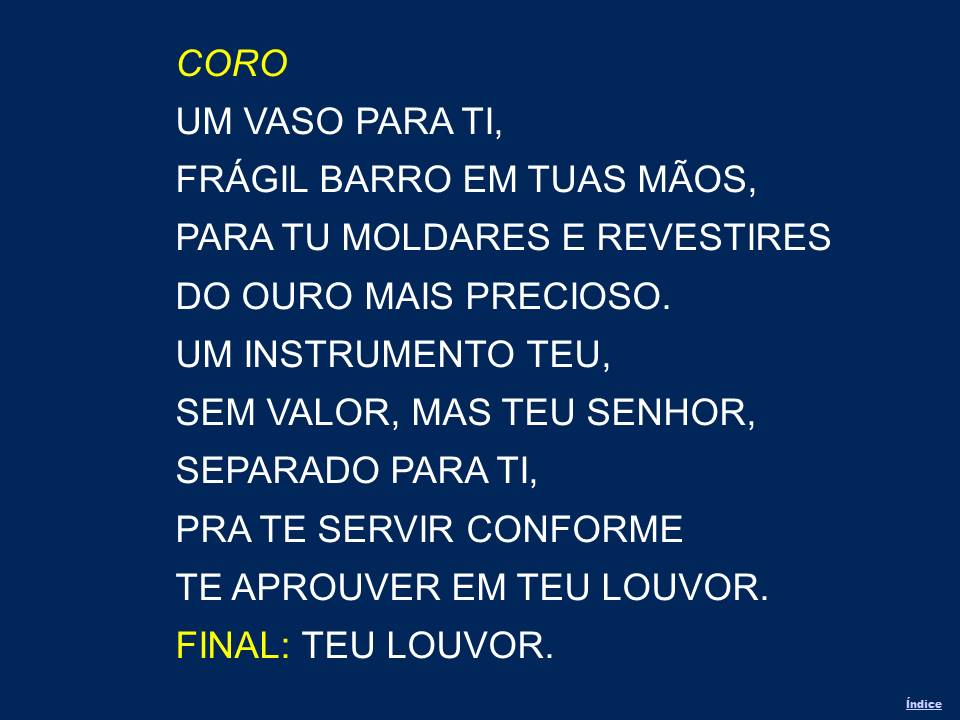 CORO
UM VASO PARA TI,
FRÁGIL BARRO EM TUAS MÃOS,
PARA TU MOLDARES E REVESTIRES
DO OURO MAIS PRECIOSO.
UM INSTRUMENTO TEU,
SEM VALOR, MAS TEU SENHOR,
SEPARADO PARA TI,
PRA TE SERVIR CONFORME
TE APROUVER EM TEU LOUVOR.
FINAL: TEU LOUVOR.
Índice